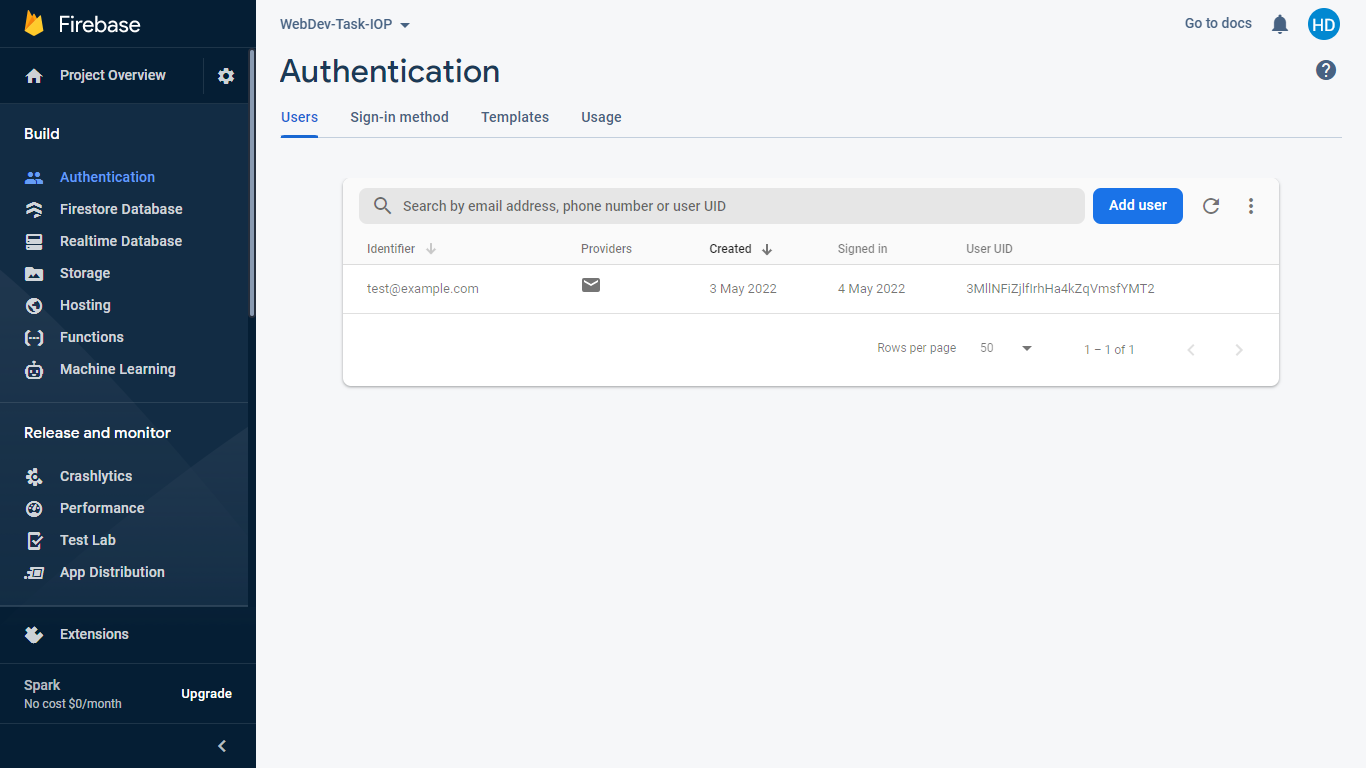 Firebase
Project Overview
Build
Authentication
Firestore Database
Realtime Database
Storage
Hosting
Functions
Machine Learning
Release and monitor
Crashlytics
Performance
Test Lab
App Distribution
Extensions
Spark
No cost $0/month
Upgrade
WebDev-Task-IOP
Go to docs
HD
Authentication
Users Sign-in method Templates Usage
Search by email address, phone number or user UID
Add user
Identifier Providers Created Signed in User UID
test@example.com 3 May 2022 4 May 2022 3MllNFiZjlfIrhHa4kZqVmsfYMT2
Rows per page 50 1 – 1 of 1